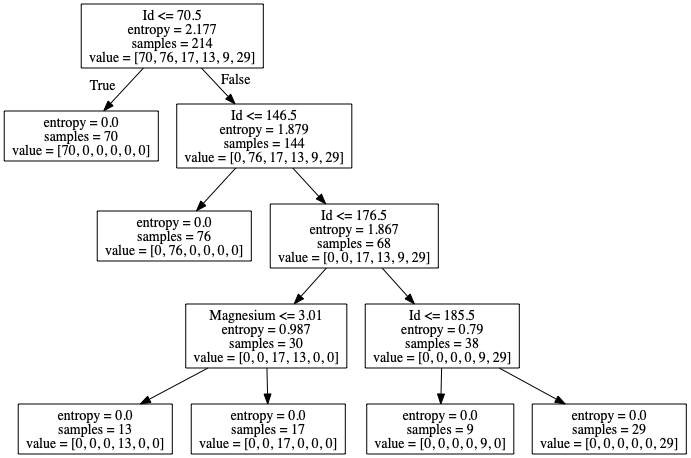 Id <= 70.5
entropy = 2.177
samples = 214
value = [70, 76, 17, 13, 9, 29]
True
False
entropy = 0.0
samples = 70
value = [70, 0, 0, 0, 0, 0]
Id <= 146.5
entropy = 1.879
samples = 144
value = [0, 76, 17, 13, 9, 29]
entropy = 0.0
samples = 76
value = [0, 76, 0, 0, 0, 0]
Id <= 176.5
entropy = 1.867
samples = 68
value = [0, 0, 17, 13, 9, 29]
Magnesium <= 3.01
entropy = 0.987
samples = 30
value = [0, 0, 17, 13, 0, 0]
Id <= 185.5
entropy = 0.79
samples = 38
value = [0, 0, 0, 0, 9, 29]
entropy = 0.0
samples = 13
value = [0, 0, 0, 13, 0, 0]
entropy = 0.0
samples = 17
value = [0, 0, 17, 0, 0, 0]
entropy = 0.0
samples = 9
value = [0, 0, 0, 0, 9, 0]
entropy = 0.0
samples = 29
value = [0, 0, 0, 0, 0, 29]